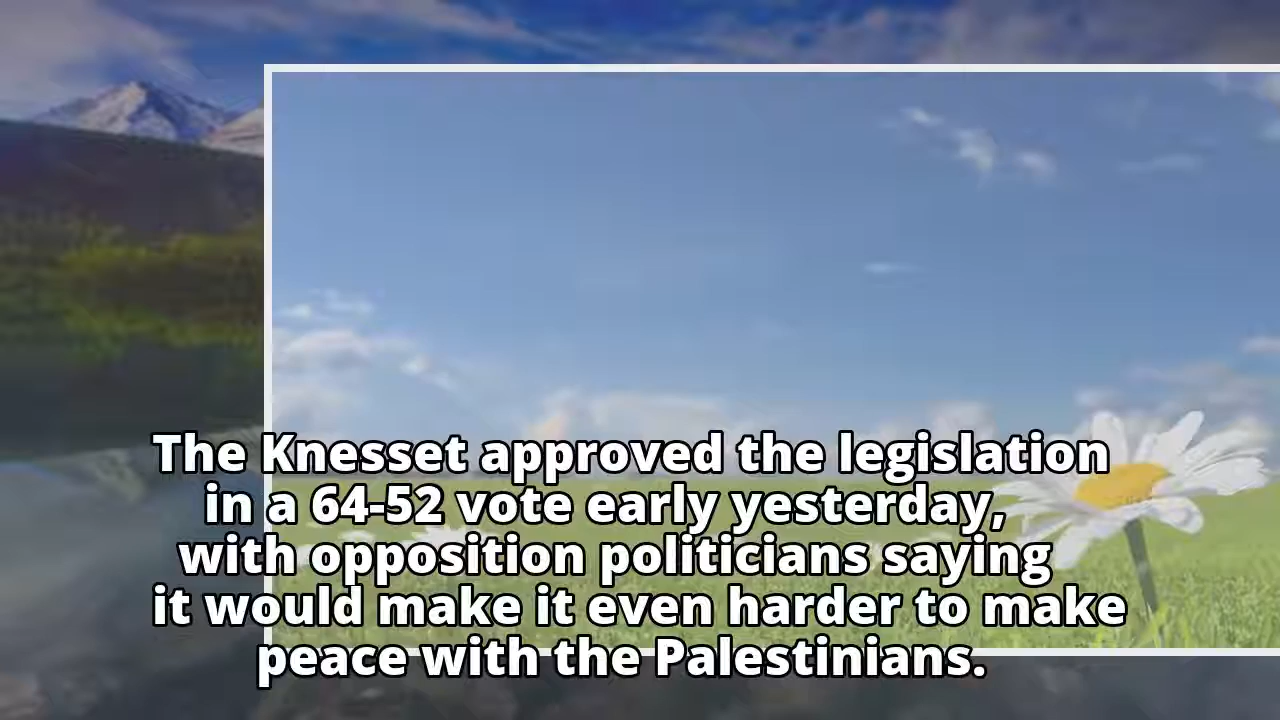 The Knesset approved the legislation
in a 64-52 vote early yesterday,
with opposition politicians saying
it would make it even harder to make
peace with the Palestinians.